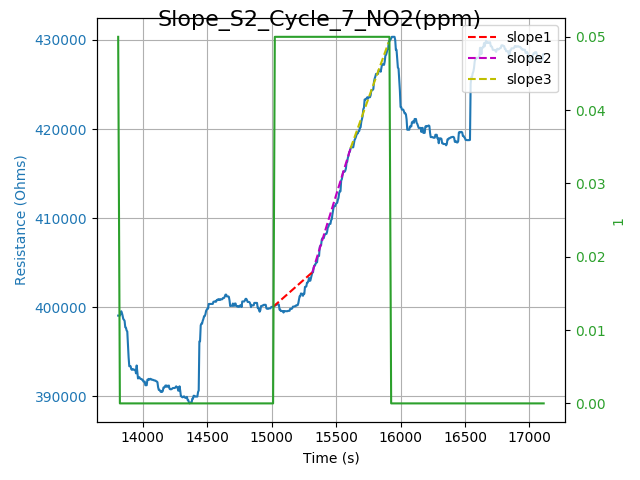 Slope_S2_Cycle_7_NO2(ppm)
slope1
slope2
slope3
430000
420000
410000
400000
390000
Resistance (Ohms)
0.05
0.04
0.03
0.02
0.01
0.00
1
14000 14500 15000 15500 16000 16500 17000
Time (s)